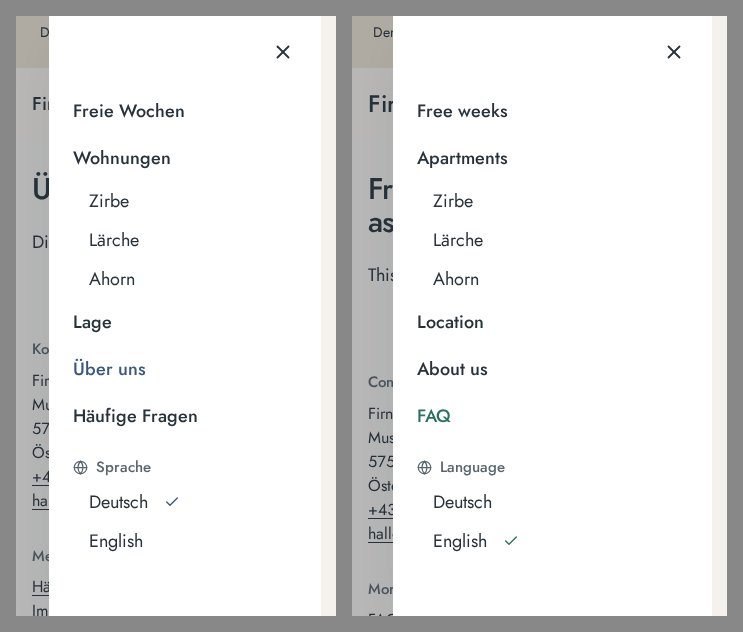 Freie Wochen
Wohnungen
Zirbe
Lärche
Ahorn
Lage
Über uns
Häufige Fragen
Sprache
Deutsch
English
Free weeks
Apartments
Zirbe
Lärche
Ahorn
Location
About us
FAQ
Language
Deutsch
English